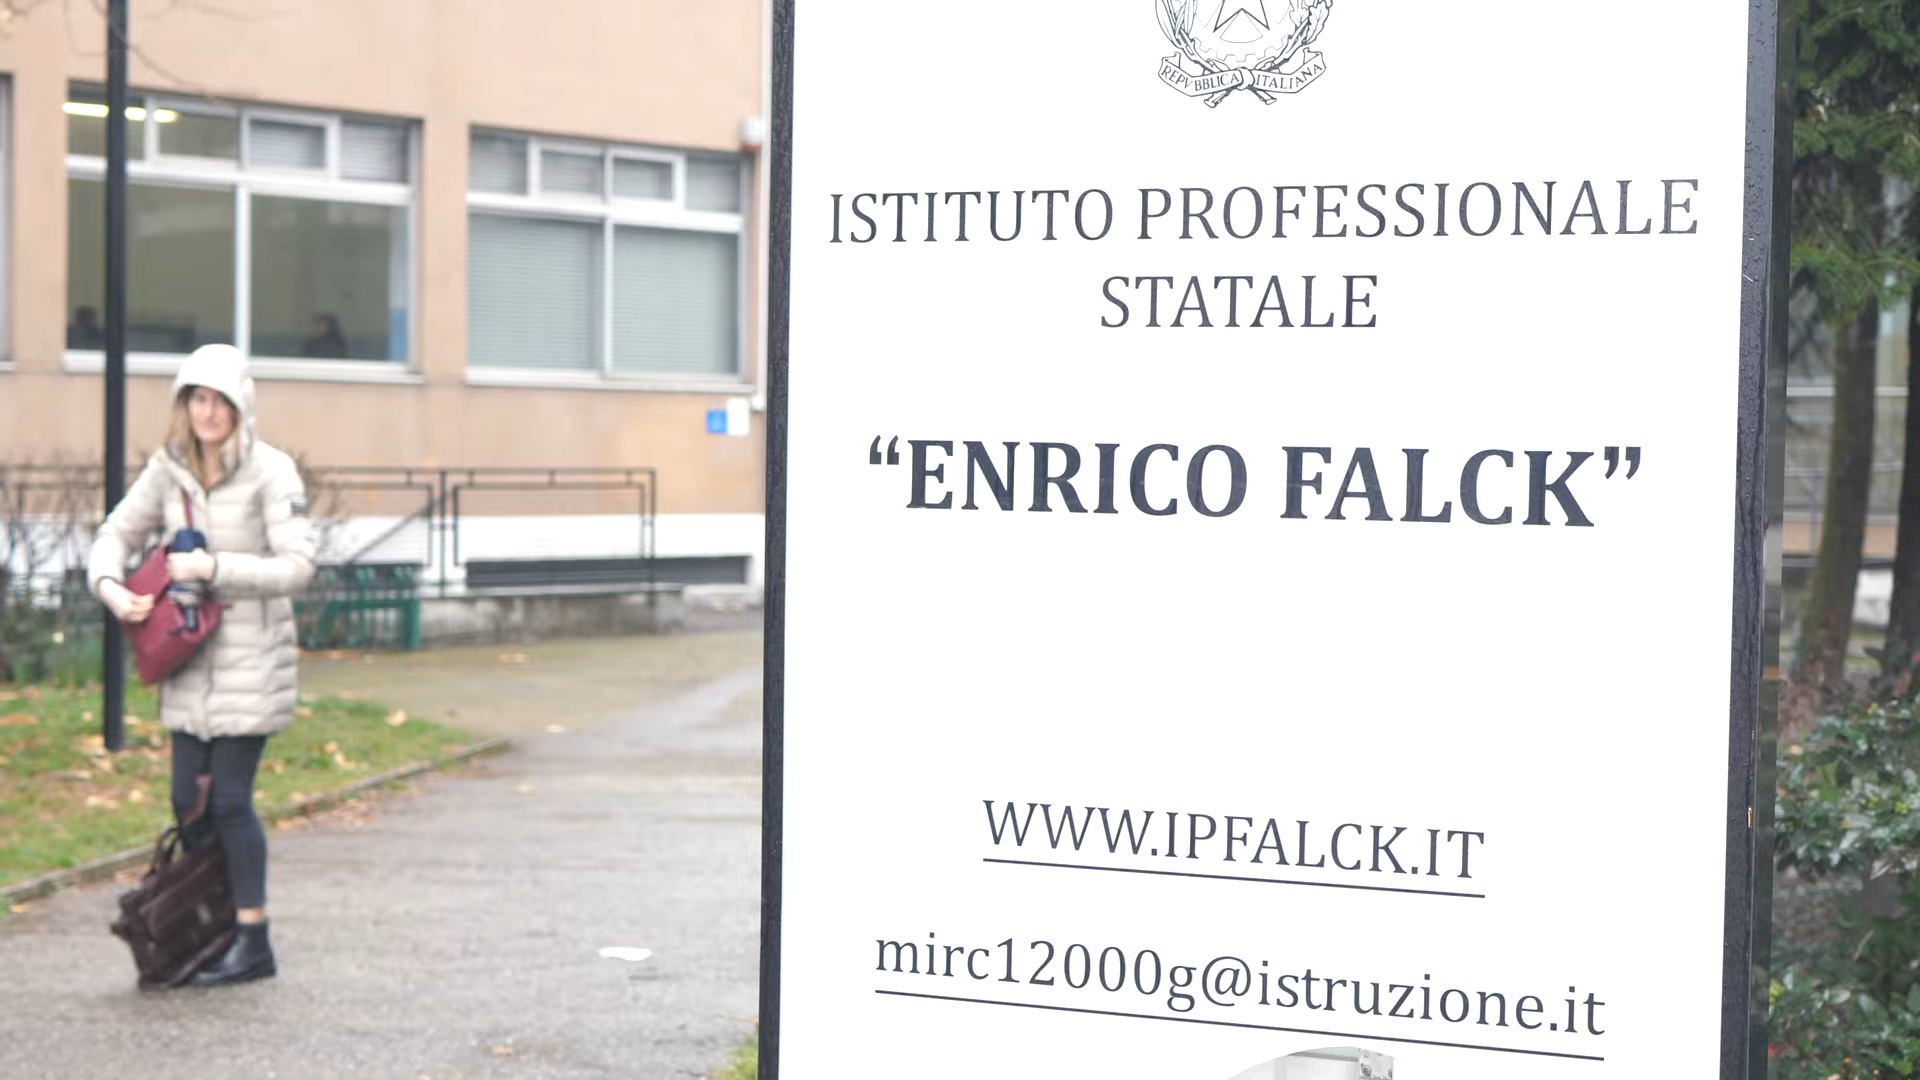 REPVBBLICA ITALIANA
ISTITUTO PROFESSIONALE
STATALE
“ENRICO FALCK”
WWW.IPFALCK.IT
mirc12000g@istruzione.it